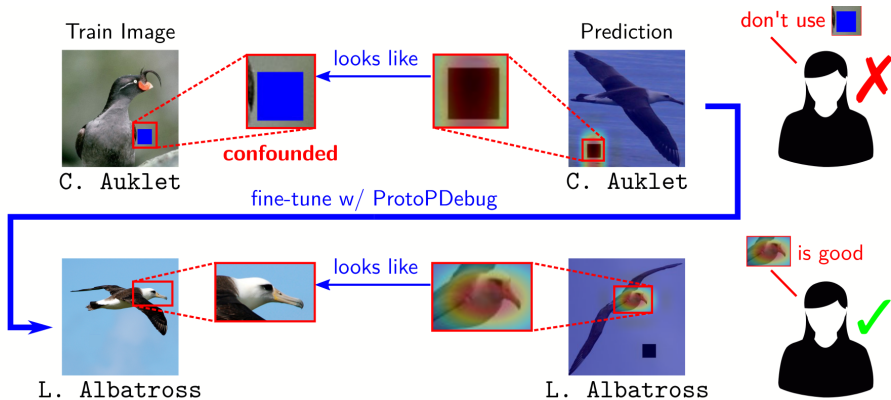 Train Image
Prediction
don't use
looks like
confounded
C. Auklet
C. Auklet
fine-tune w/ ProtoPDebug
is good
looks like
L. Albatross
L. Albatross